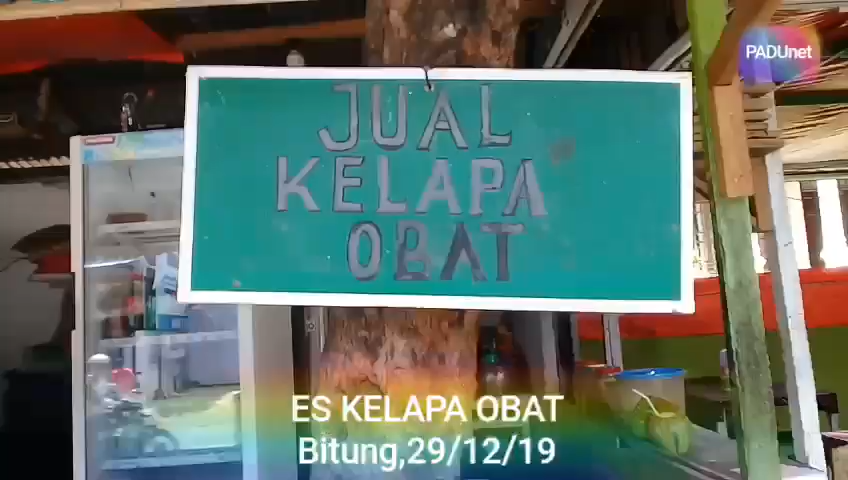 PADUnet
JUAL
KELAPA
OBAT
ES KELAPA OBAT
Bitung,29/12/19